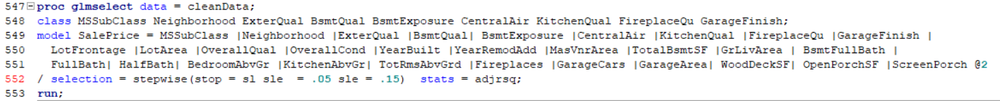 547 proc glmselect data = cleanData;
548 class MSSubClass Neighborhood ExterQual BsmtQual BsmtExposure CentralAir KitchenQual FireplaceQu GarageFinish;
549 model SalePrice = MSSubClass |Neighborhood |ExterQual |BsmtQual| BsmtExposure |CentralAir |KitchenQual |FireplaceQu |GarageFinish |
550 LotFrontage |LotArea |OverallQual |OverallCond |YearBuilt |YearRemodAdd |MasVnrArea |TotalBsmtSF |GrLivArea | BsmtFullBath |
551 FullBath| HalfBath| BedroomAbvGr |KitchenAbvGr| TotRmsAbvGrd |Fireplaces |GarageCars |GarageArea| WoodDeckSF| OpenPorchSF |ScreenPorch @2
552 / selection = stepwise(stop = sl sle  = .05 sle = .15)  stats = adjrsq;
553 run;